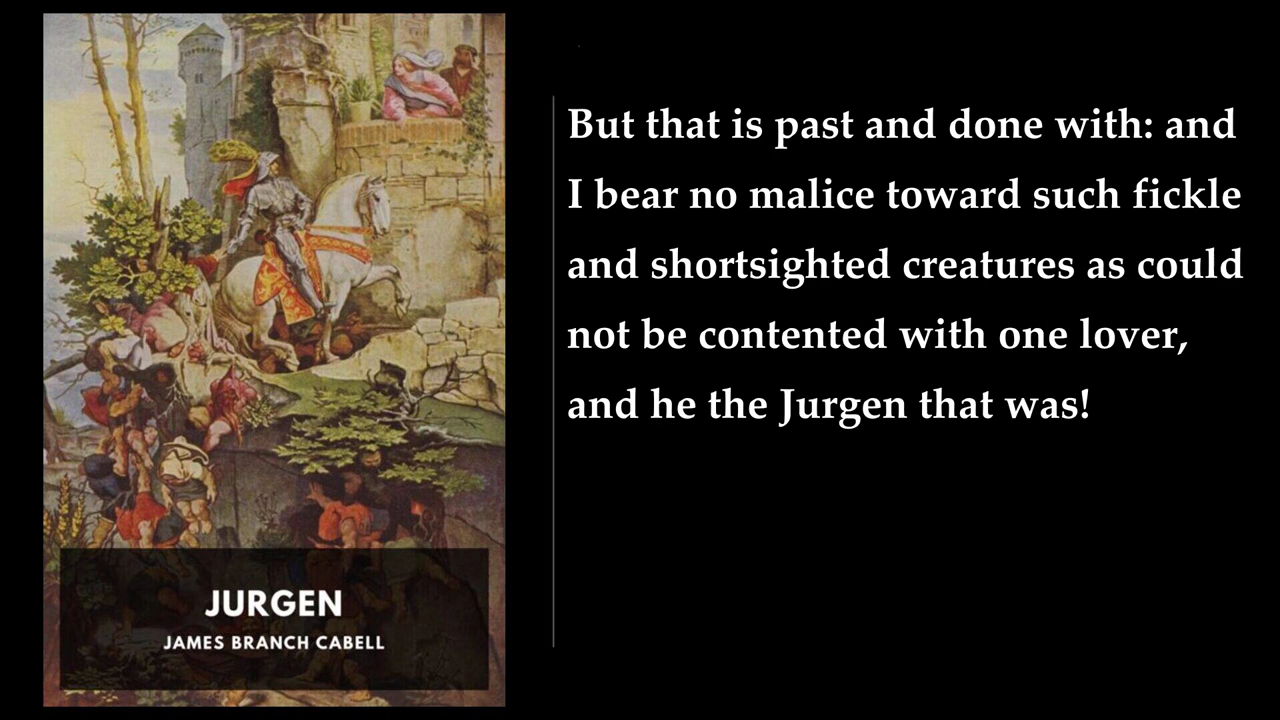 But that is past and done with: and
I bear no malice toward such fickle
and shortsighted creatures as could
not be contented with one lover,
and he the Jurgen that was!
JURGEN
JAMES BRANCH CABELL